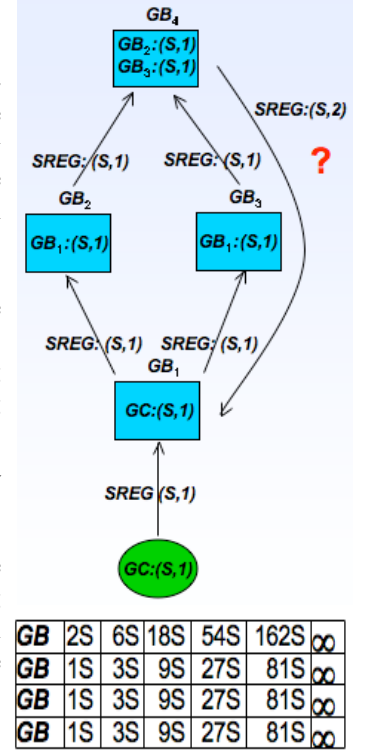 GB₄
GB₂:(S,1)
GB₃:(S,1)
SREG:(S,2)
?
SREG: (S,1) SREG: (S,1)
GB₂ GB₃
GB₁:(S,1) GB₁:(S,1)
SREG: (S,1) SREG: (S,1)
GB₁
GC:(S,1)
SREG (S,1)
GC:(S,1)
GB 2S 6S 18S 54S 162S ∞
GB 1S 3S 9S 27S 81S ∞
GB 1S 3S 9S 27S 81S ∞
GB 1S 3S 9S 27S 81S ∞